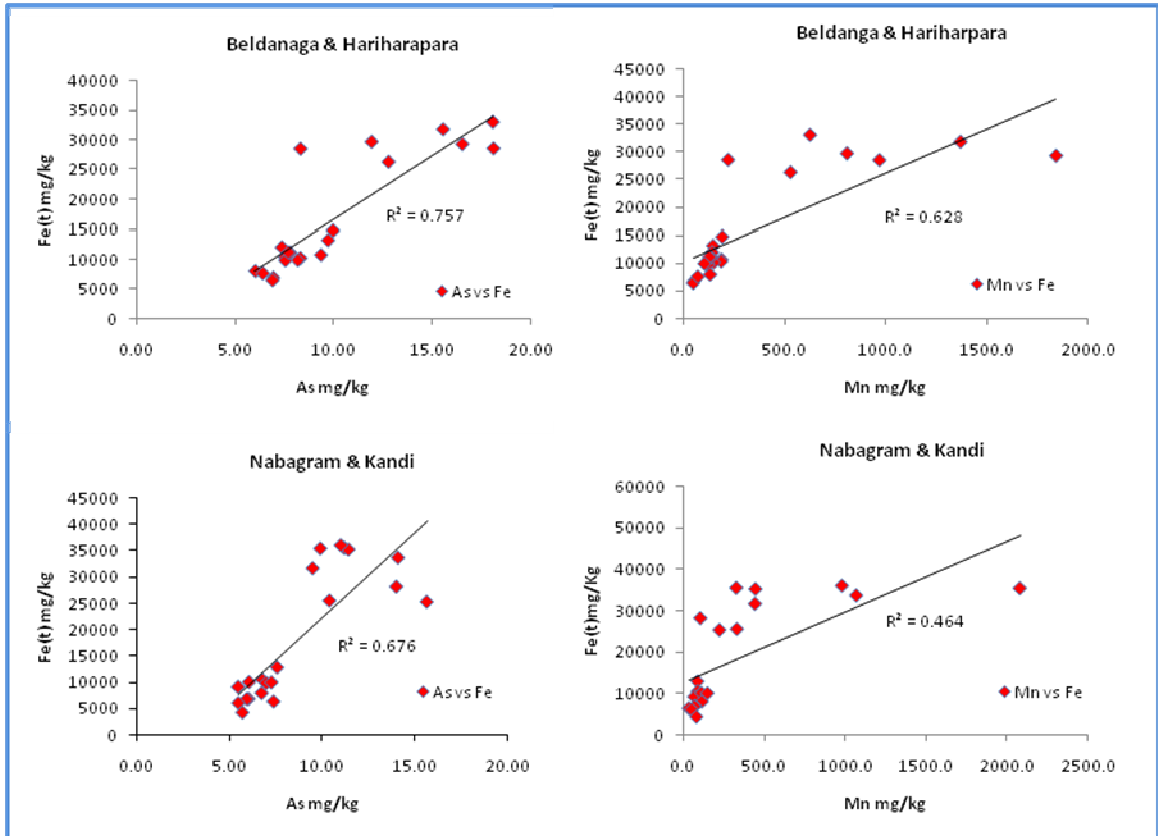 Beldanaga & Hariharapara
Fe(t) mg/kg
40000
35000
30000
25000
20000
15000
10000
5000
0
R² = 0.757
As vs Fe
0.00 5.00 10.00 15.00 20.00
As mg/kg
Beldanga & Hariharpara
Fe(t) mg/kg
45000
40000
35000
30000
25000
20000
15000
10000
5000
0
R² = 0.628
Mn vs Fe
0.0 500.0 1000.0 1500.0 2000.0
Mn mg/kg
Nabagram & Kandi
Fe(t) mg/Kg
45000
40000
35000
30000
25000
20000
15000
10000
5000
0
R² = 0.676
As vs Fe
0.00 5.00 10.00 15.00 20.00
As mg/kg
Nabagram & Kandi
Fe(t) mg/Kg
60000
50000
40000
30000
20000
10000
0
R² = 0.464
Mn vs Fe
0.0 500.0 1000.0 1500.0 2000.0 2500.0
Mn mg/kg